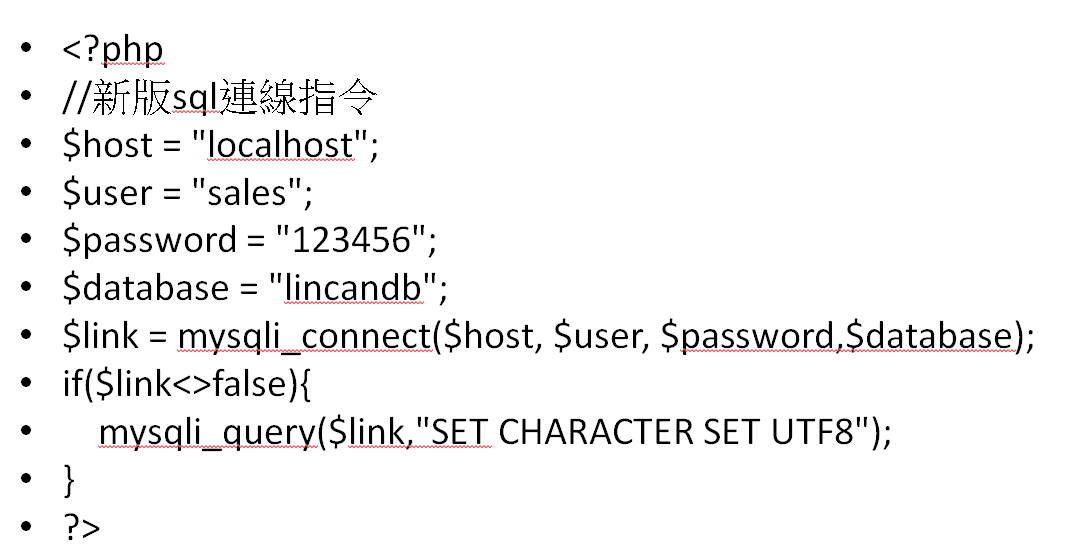 • <?php
• //新版sql連線指令
• $host = "localhost";
• $user = "sales";
• $password = "123456";
• $database = "lincandb";
• $link = mysqli_connect($host, $user, $password,$database);
• if($link<>false){
•    mysqli_query($link,"SET CHARACTER SET UTF8");
• }
• ?>